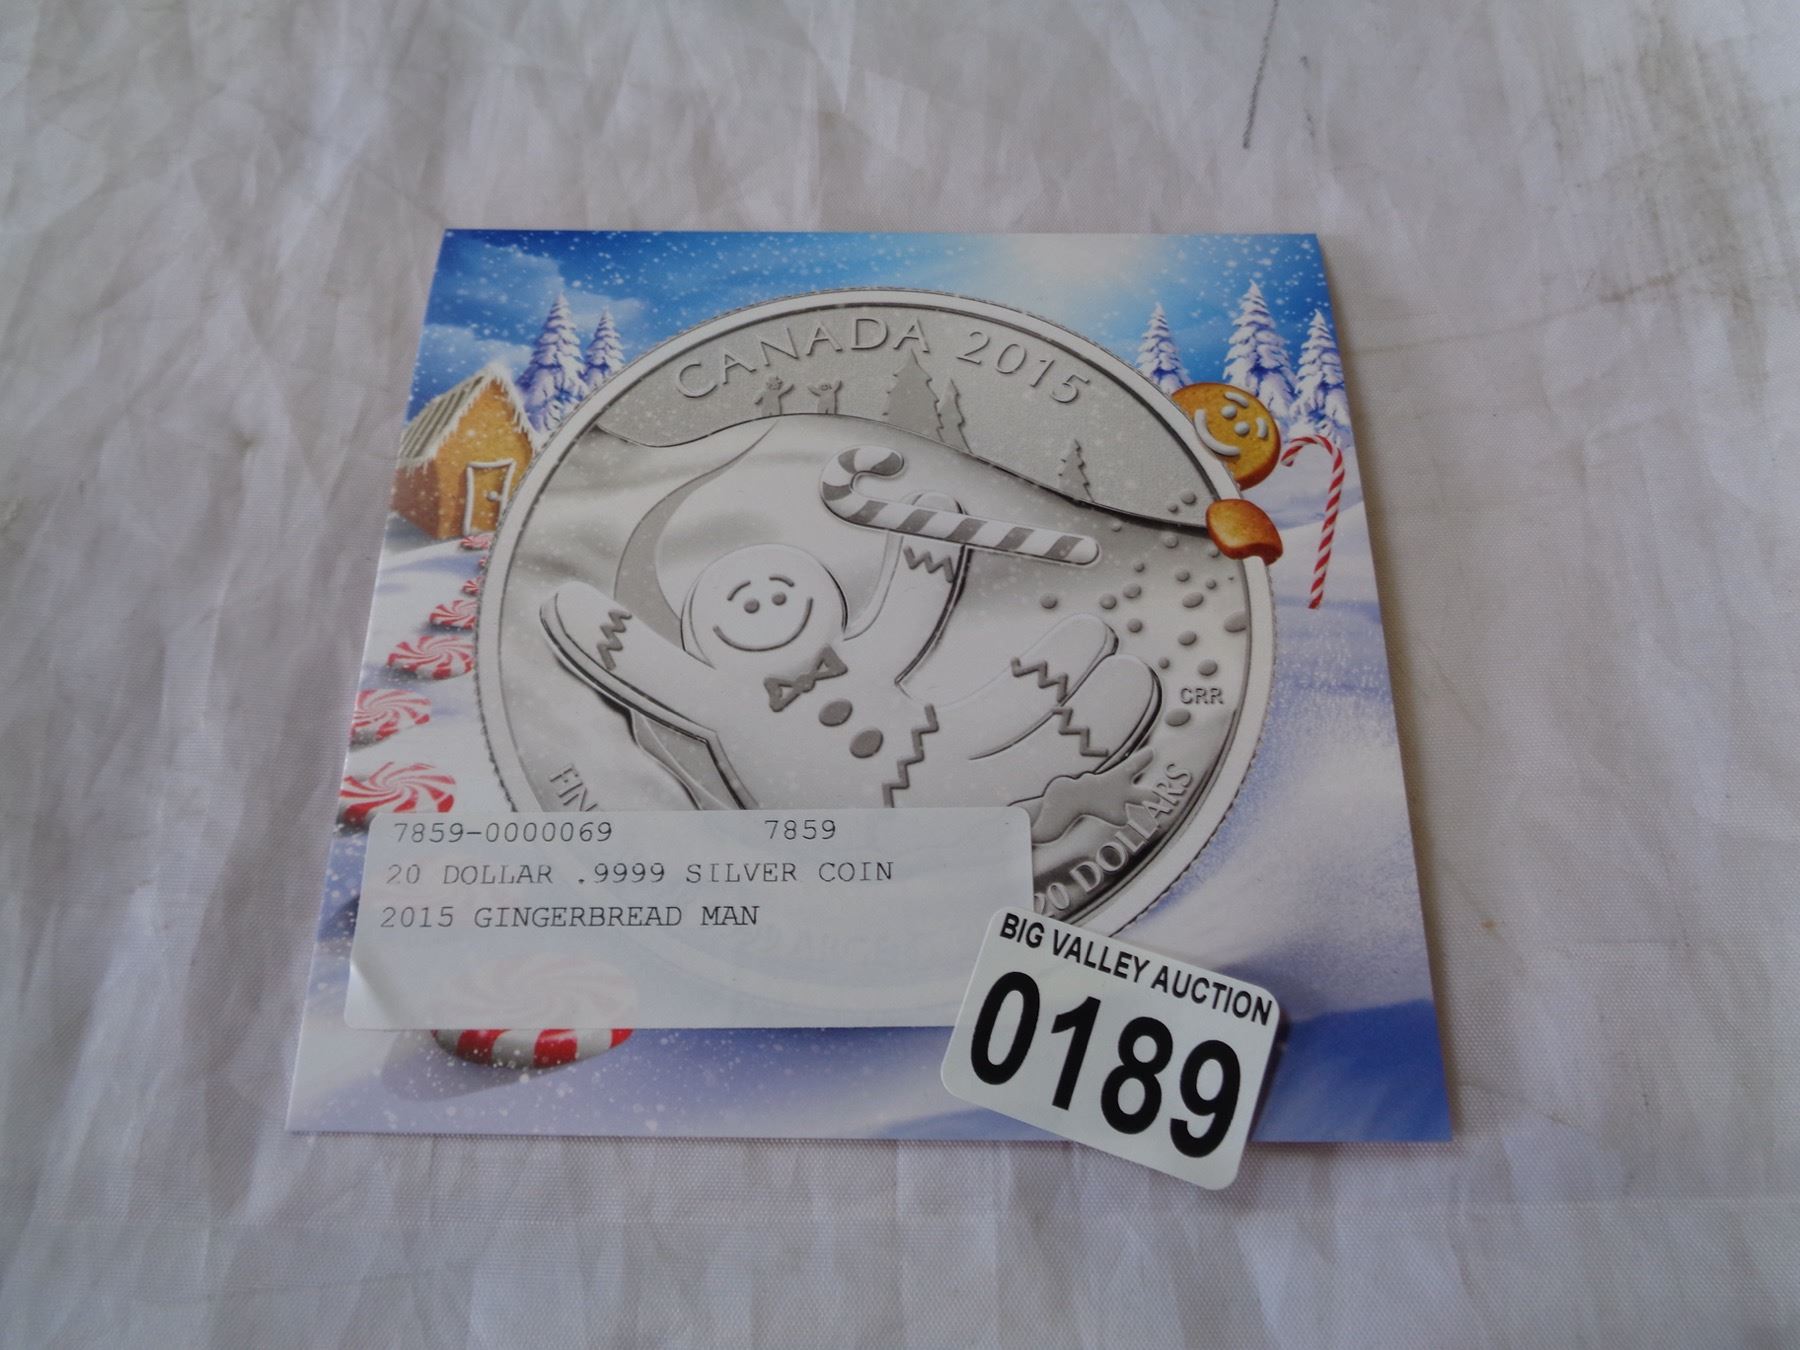 CANADA 2015
CRR
20 DOLLARS
7859-0000069 7859
20 DOLLAR .9999 SILVER COIN
2015 GINGERBREAD MAN
BIG VALLEY AUCTION
0189